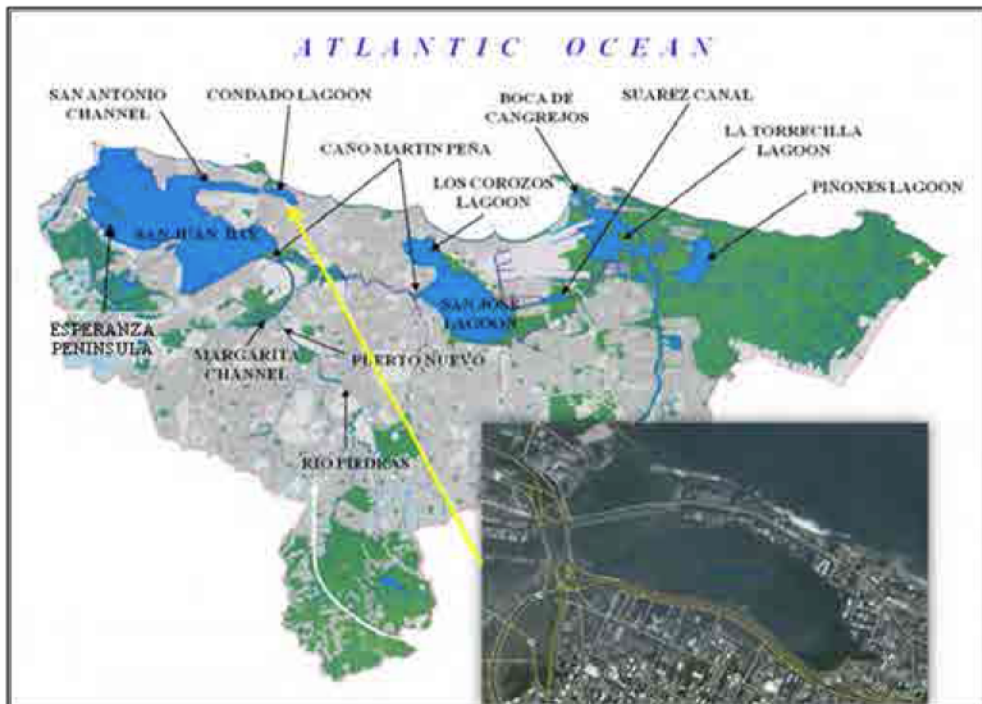 ATLANTIC OCEAN
SAN ANTONIO
CHANNEL
CONDADO LAGOON
BOCA DE
CANGREJOS
SUAREZ CANAL
CAÑO MARTIN PEÑA
LA TORRECILLA
LAGOON
LOS COROZOS
LAGOON
PIÑONES LAGOON
SAN JUAN BAY
SAN JOSE
LAGOON
ESPERANZA
PENINSULA
MARGARITA
CHANNEL
PUERTO NUEVO
RIO PIEDRAS